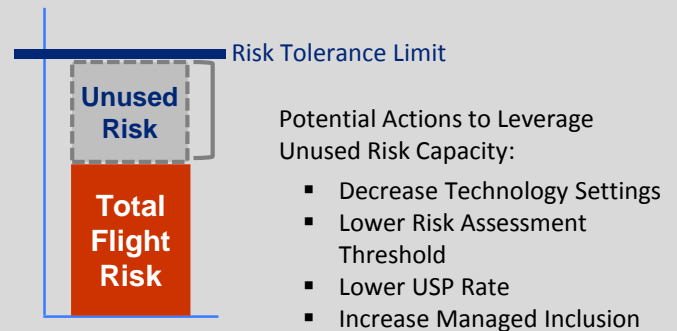 Risk Tolerance Limit
Unused
Risk
Total
Flight
Risk
Potential Actions to Leverage
Unused Risk Capacity:
▪ Decrease Technology Settings
▪ Lower Risk Assessment
Threshold
▪ Lower USP Rate
▪ Increase Managed Inclusion